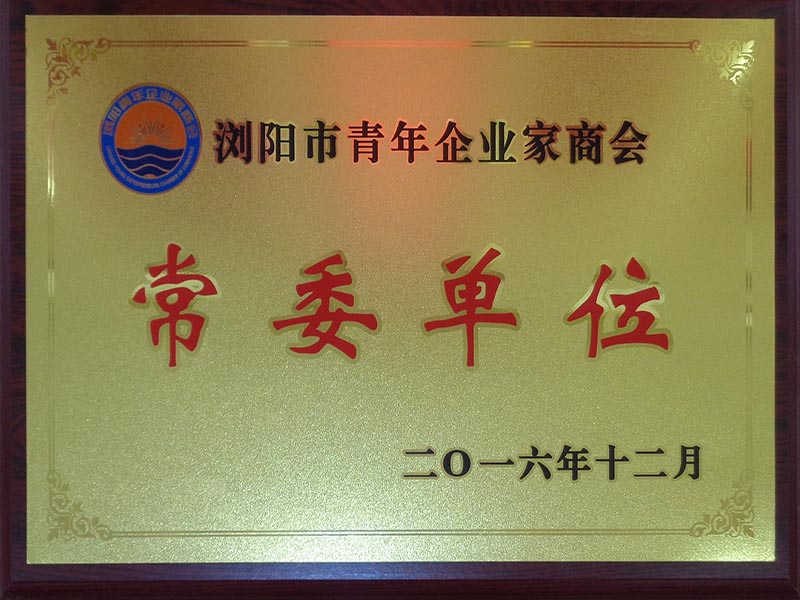 浏阳市青年企业家商会
常委单位
二O一六年十二月